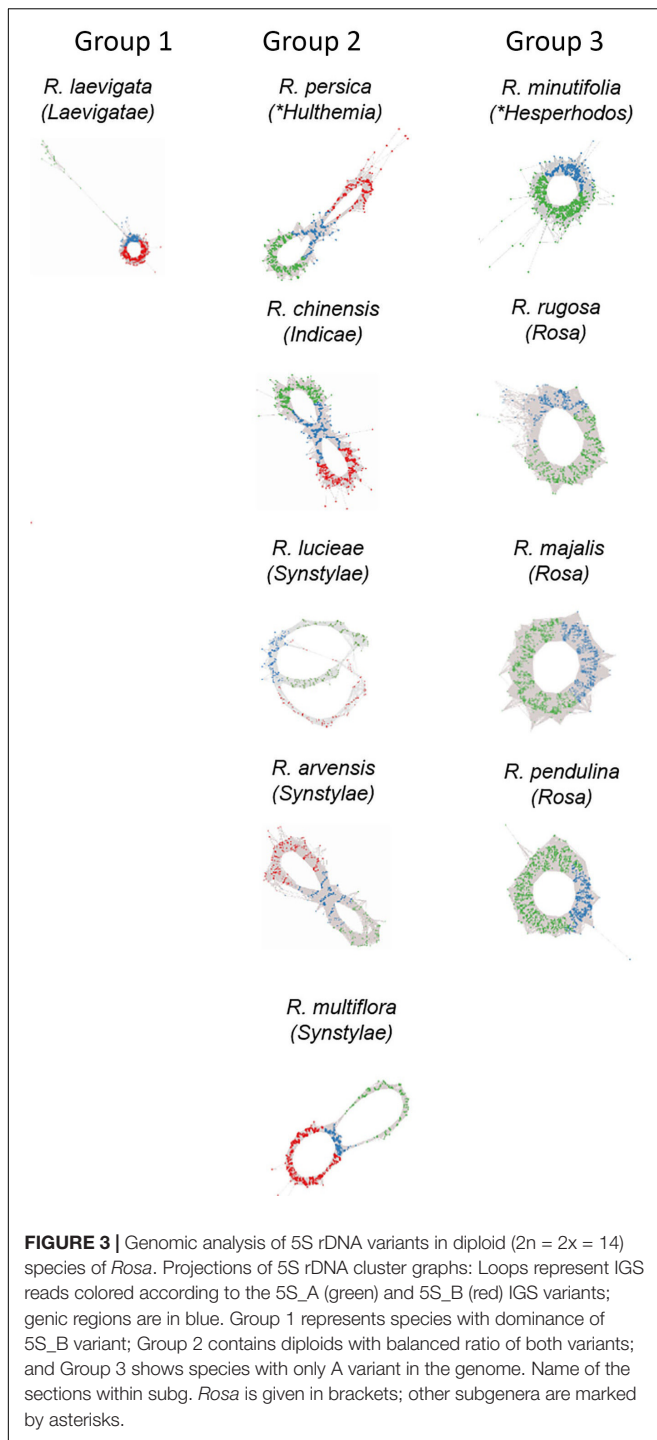 Group 1
Group 2
Group 3
R. laevigata
(Laevigatae)
R. persica
(*Hulthemia)
R. minutifolia
(*Hesperhodos)
R. chinensis
(Indicae)
R. rugosa
(Rosa)
R. lucieae
(Synstylae)
R. majalis
(Rosa)
R. arvensis
(Synstylae)
R. pendulina
(Rosa)
R. multiflora
(Synstylae)
FIGURE 3 | Genomic analysis of 5S rDNA variants in diploid (2n = 2x = 14)
species of Rosa. Projections of 5S rDNA cluster graphs: Loops represent IGS
reads colored according to the 5S_A (green) and 5S_B (red) IGS variants;
genic regions are in blue. Group 1 represents species with dominance of
5S_B variant; Group 2 contains diploids with balanced ratio of both variants;
and Group 3 shows species with only A variant in the genome. Name of the
sections within subg. Rosa is given in brackets; other subgenera are marked
by asterisks.